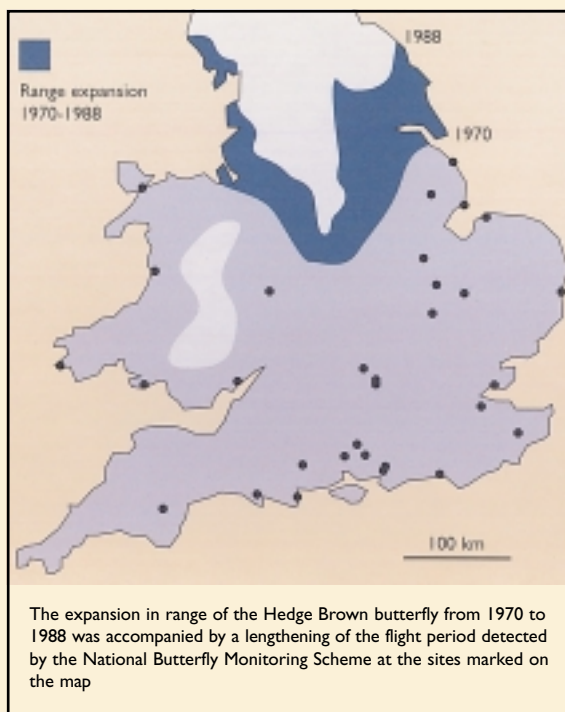 1988
Range expansion
1970-1988
1970
100 km
The expansion in range of the Hedge Brown butterfly from 1970 to
1988 was accompanied by a lengthening of the flight period detected
by the National Butterfly Monitoring Scheme at the sites marked on
the map